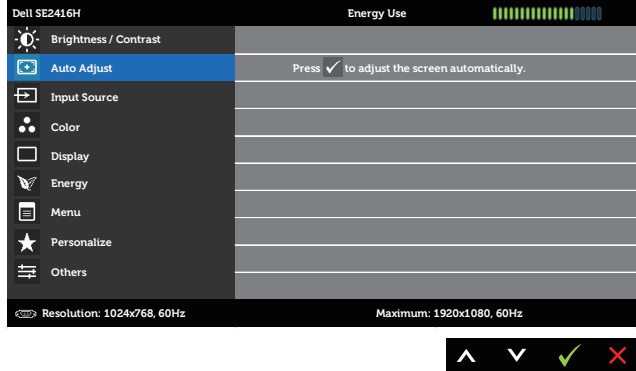 Dell SE2416H Energy Use
Brightness / Contrast
Auto Adjust Press ✓ to adjust the screen automatically.
Input Source
Color
Display
Energy
Menu
Personalize
Others
Resolution: 1024x768, 60Hz Maximum: 1920x1080, 60Hz